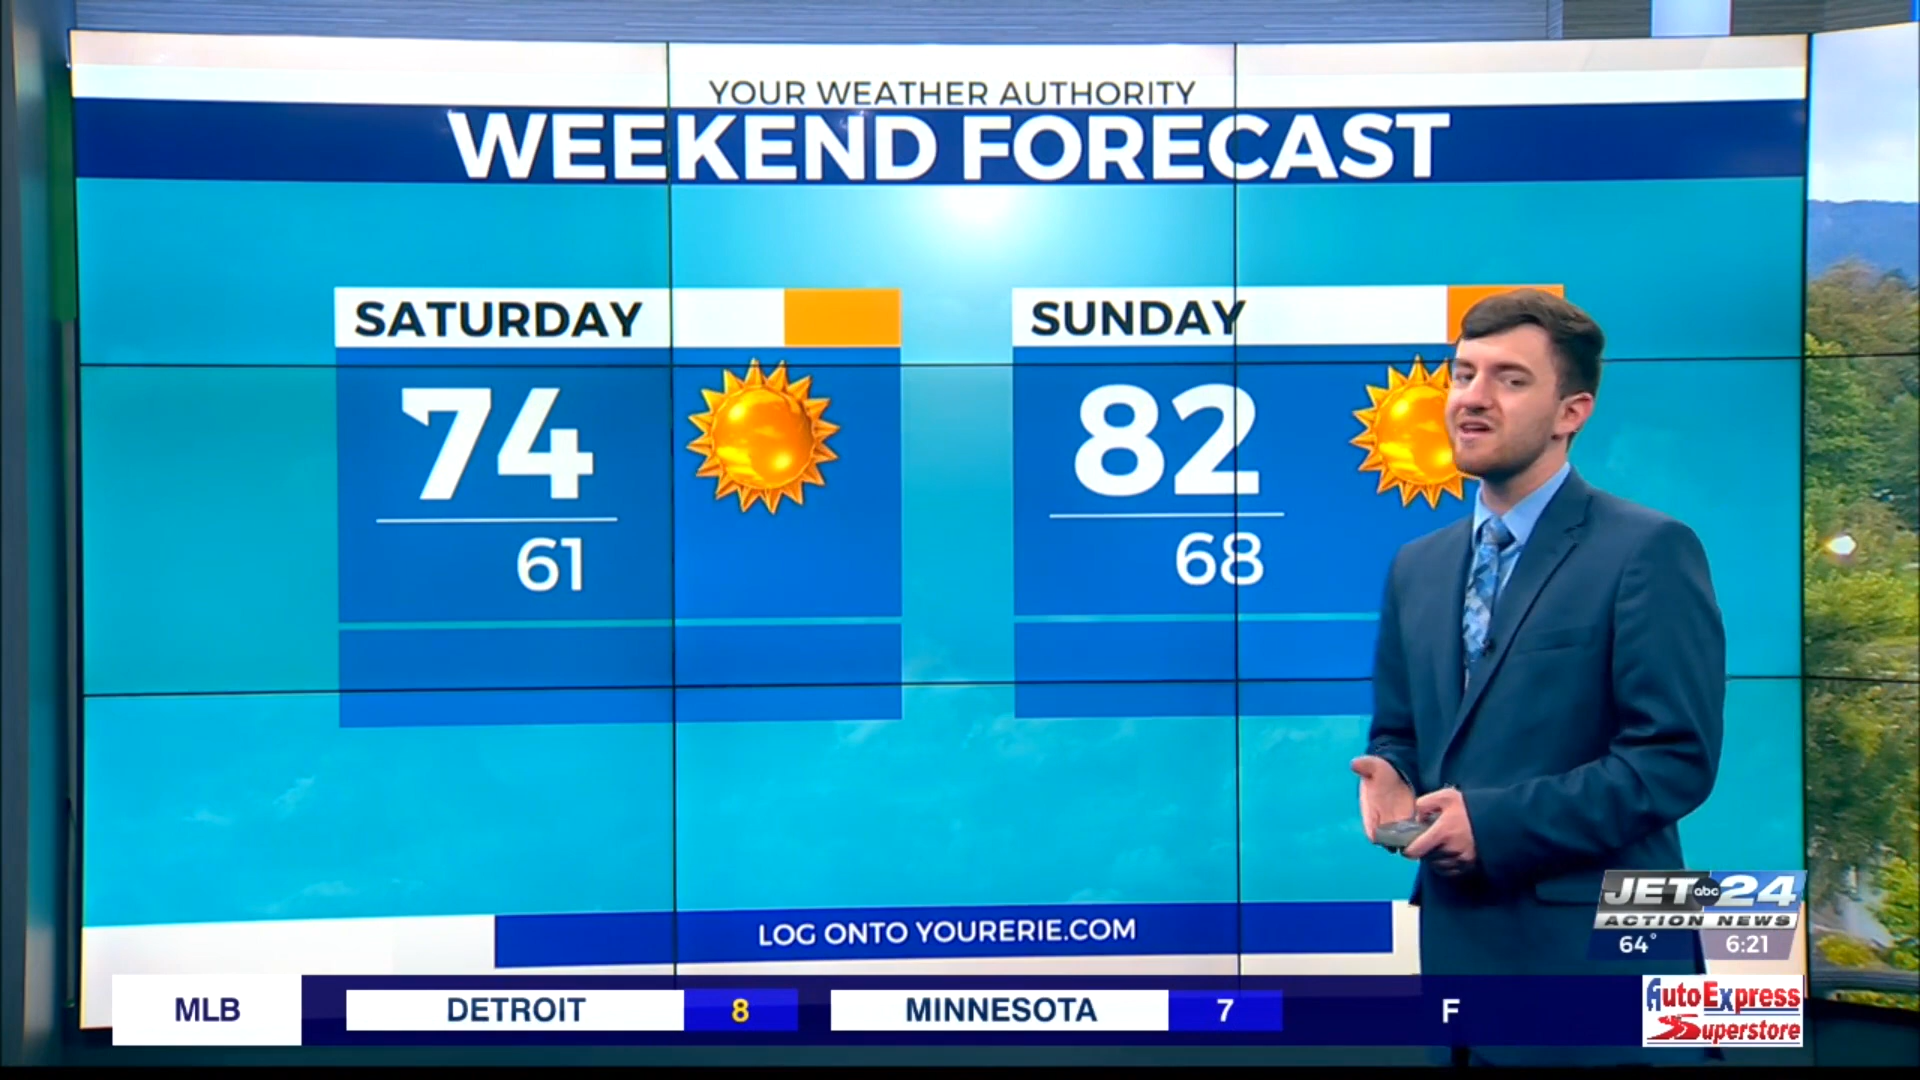 YOUR WEATHER AUTHORITY
WEEKEND FORECAST
SATURDAY
74
61
SUNDAY
82
68
LOG ONTO YOURERIE.COM
JET abc 24
ACTION NEWS
64° 6:21
MLB DETROIT 8 MINNESOTA 7 F
AutoExpress
Superstore